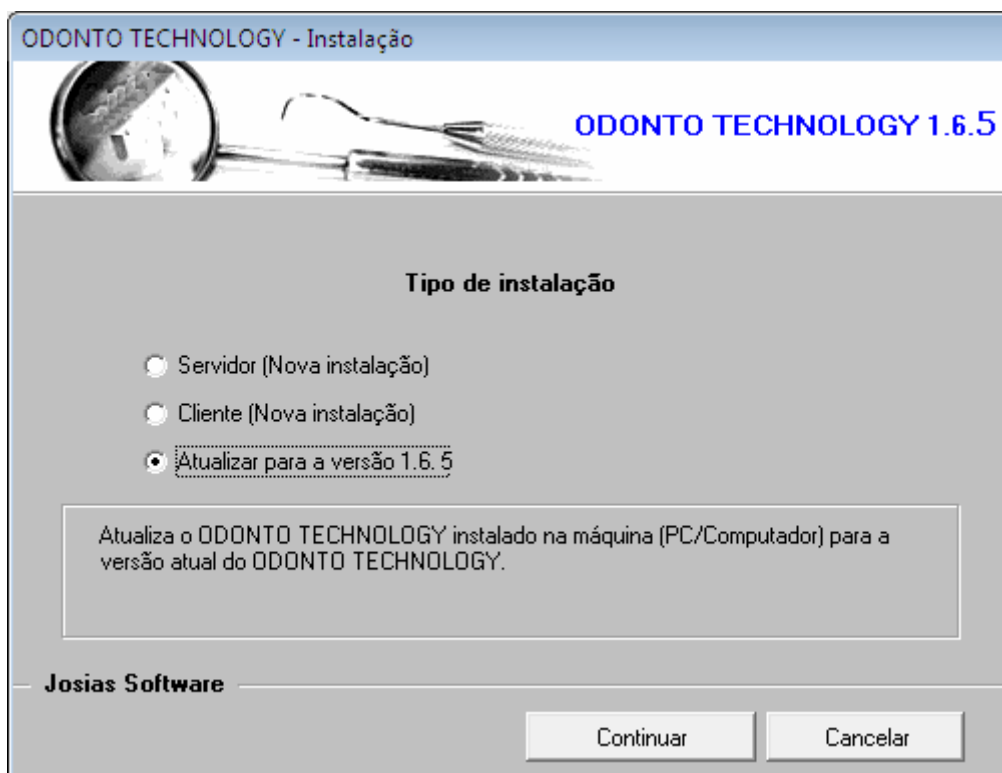 ODONTO TECHNOLOGY - Instalação
ODONTO TECHNOLOGY 1.6.5
Tipo de instalação
Servidor (Nova instalação)
Cliente (Nova instalação)
Atualizar para a versão 1.6. 5
Atualiza o ODONTO TECHNOLOGY instalado na máquina (PC/Computador) para a
versão atual do ODONTO TECHNOLOGY.
Josias Software
Continuar
Cancelar